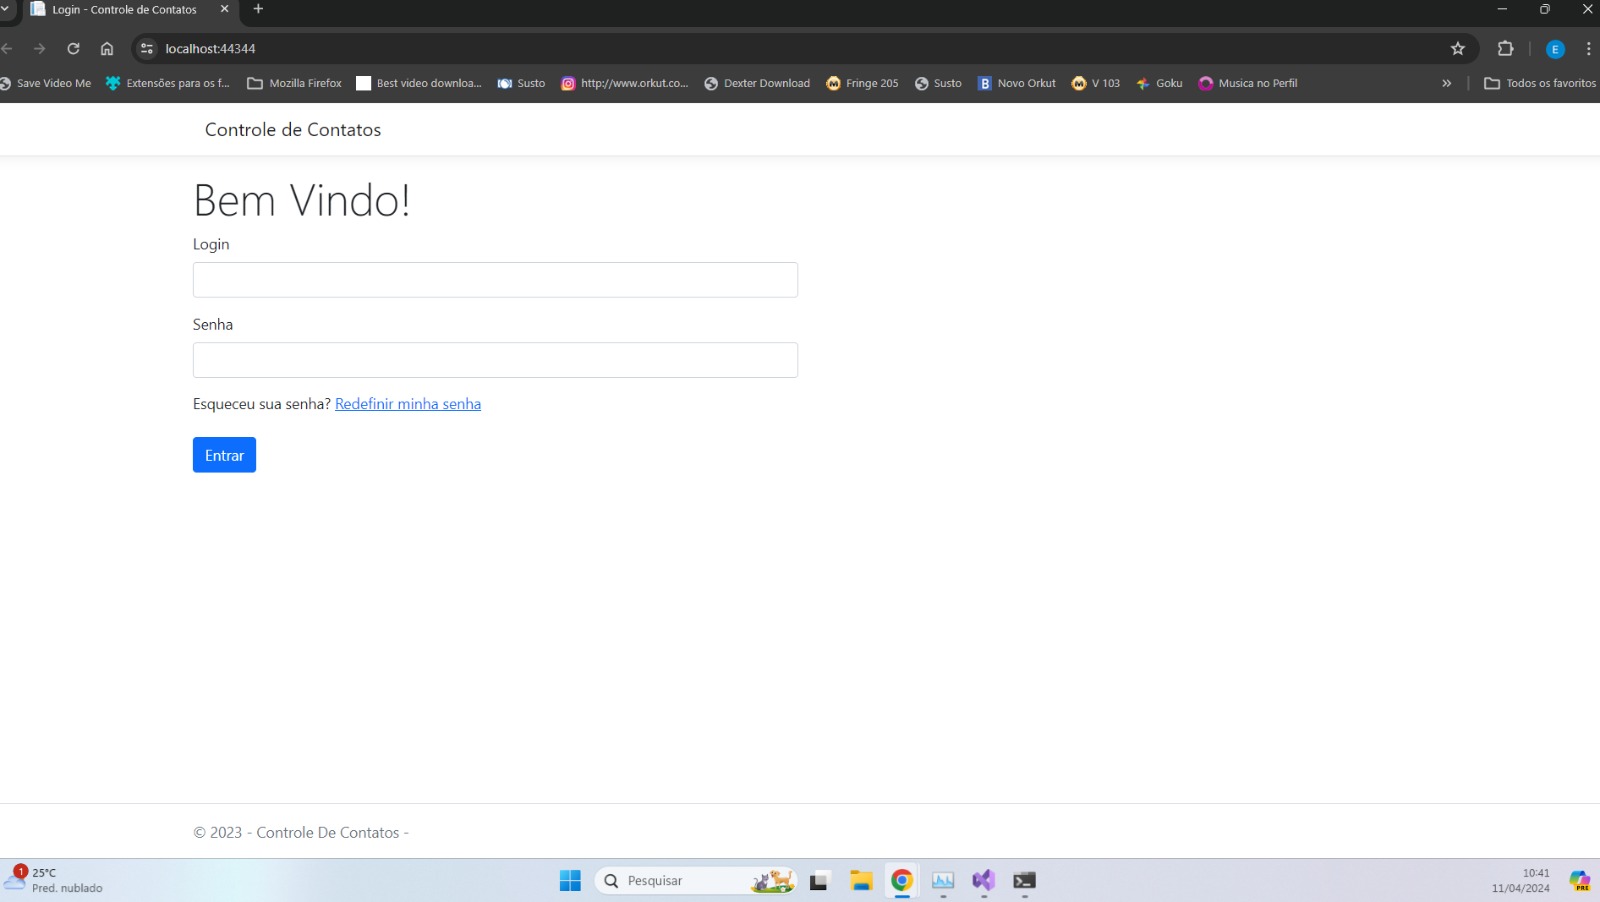 Login - Controle de Contatos
localhost:44344
E
Save Video Me
Extensões para os f...
Mozilla Firefox
Best video downloa...
Susto
http://www.orkut.co...
Dexter Download
Fringe 205
Susto
Novo Orkut
V 103
Goku
Musica no Perfil
Todos os favoritos
Controle de Contatos
Bem Vindo!
Login
Senha
Esqueceu sua senha? Redefinir minha senha
Entrar
© 2023 - Controle De Contatos -
1
25°C
Pred. nublado
Pesquisar
10:41
11/04/2024
PRE